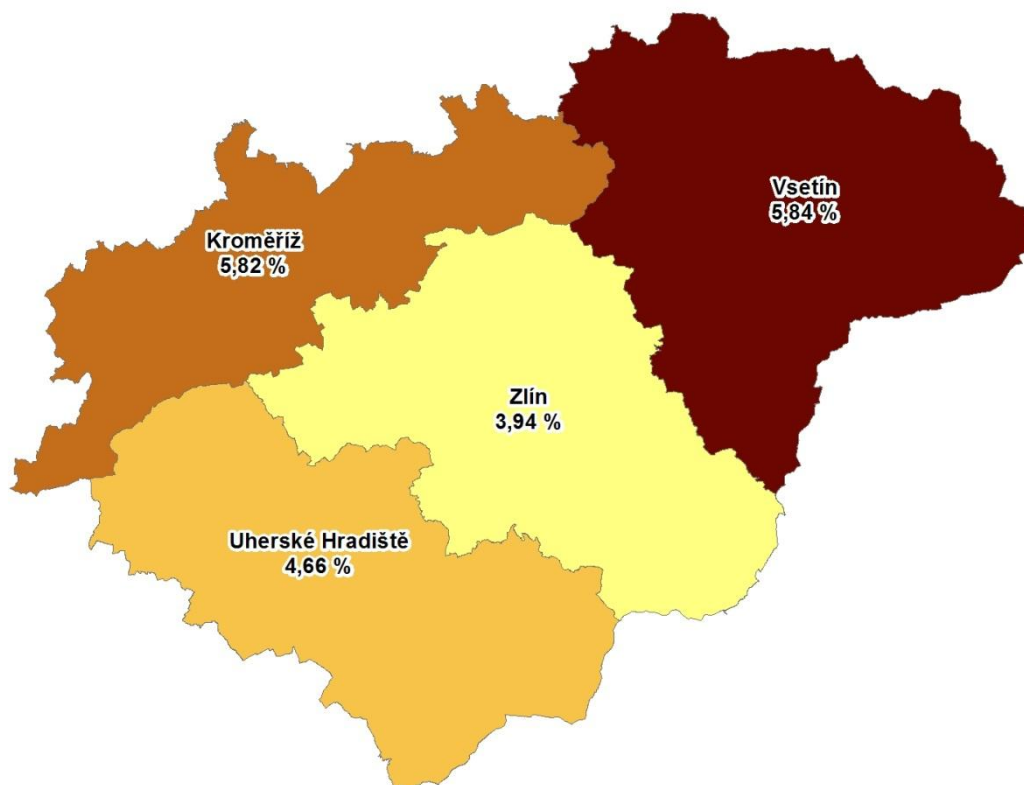 Vsetín
5,84 %
Kroměříž
5,82 %
Zlín
3,94 %
Uherské Hradiště
4,66 %